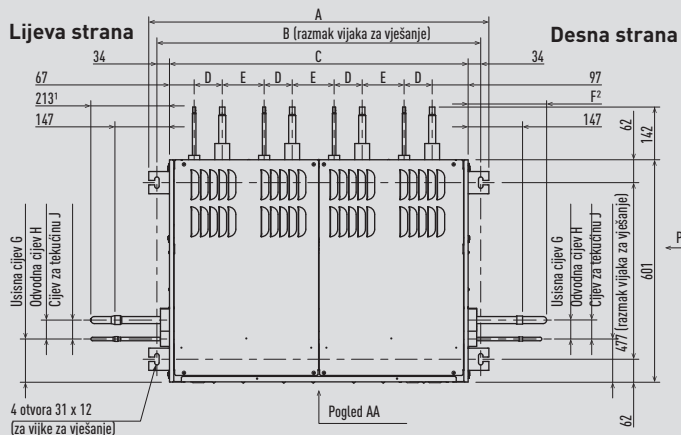 A
Lijeva strana
B (razmak vijaka za vješanje)
Desna strana
34
C
34
67
D
E
D
E
D
E
D
97
213¹
F²
147
147
62
142
Usisna cijev G
Odvodna cijev H
Cijev za tekućinu J
Usisna cijev G
Odvodna cijev H
Cijev za tekućinu J
477 (razmak vijaka za vješanje)
601
P
4 otvora 31 x 12
(za vijke za vješanje)
Pogled AA
62